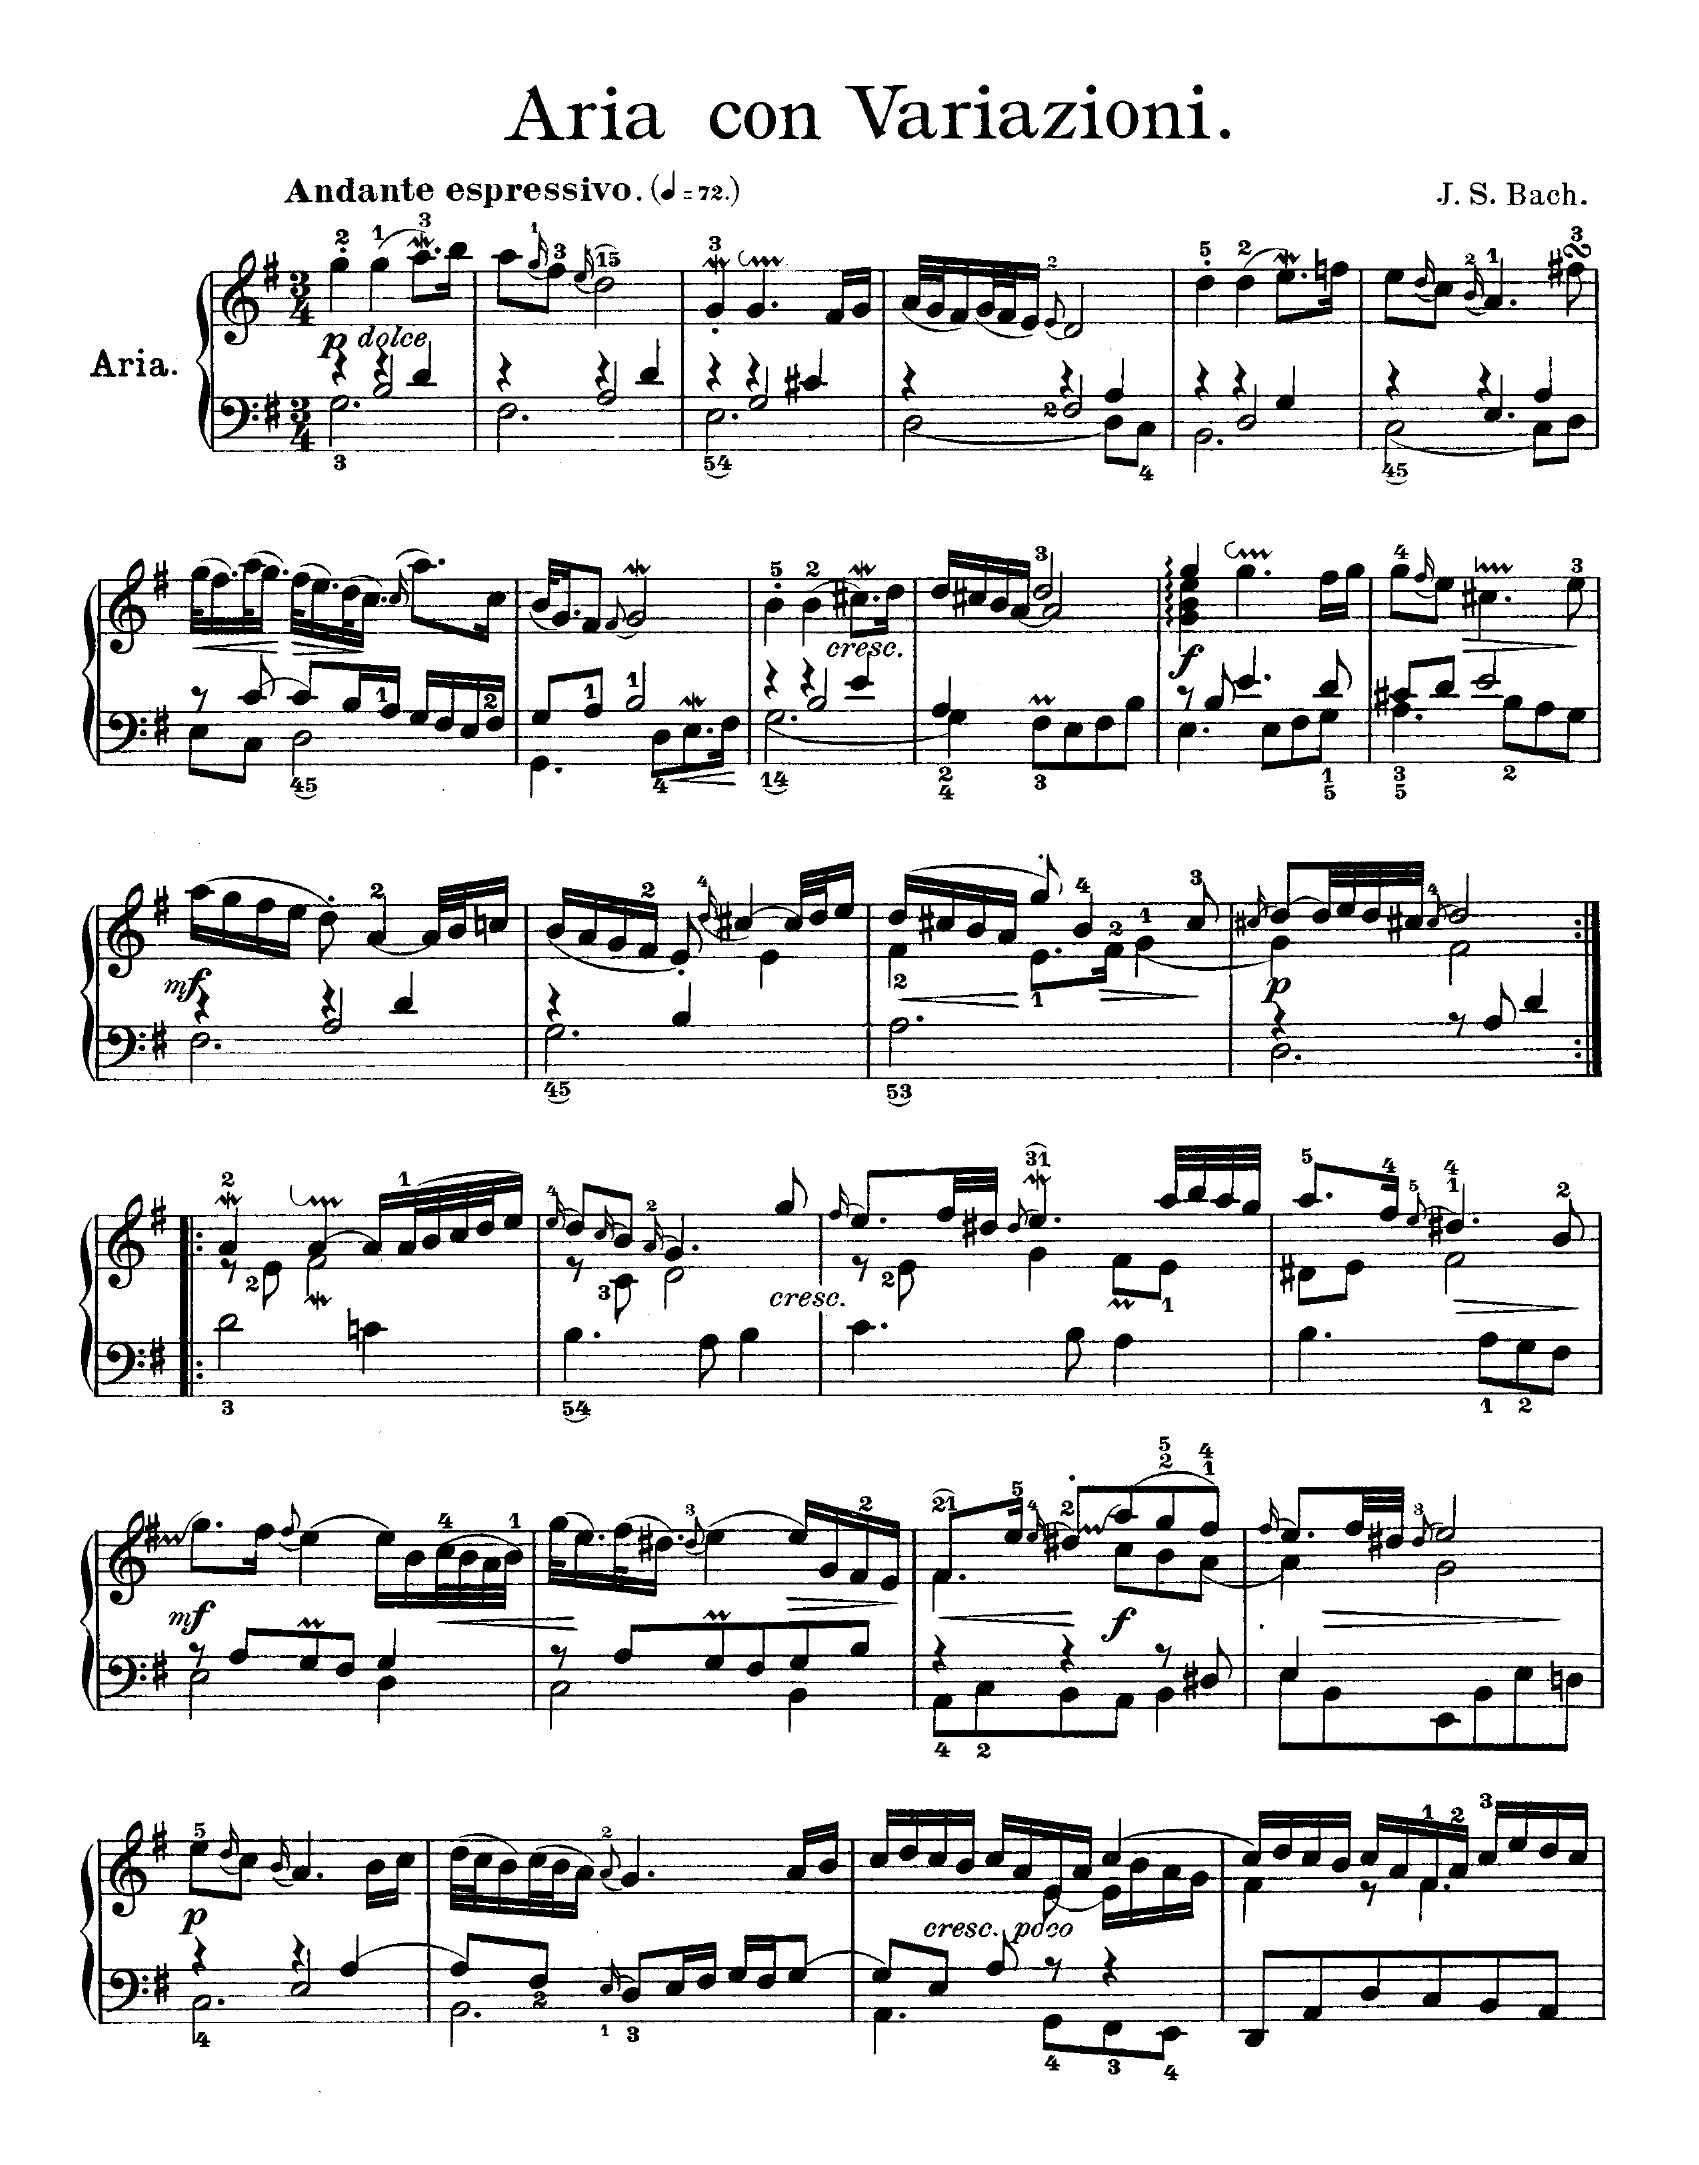 Aria con Variazioni.
Andante espressivo. (♩ = 72.)
J. S. Bach.
Aria.
p dolce
cresc.
f
mf
p
cresc.
mf
f
p
cresc. poco